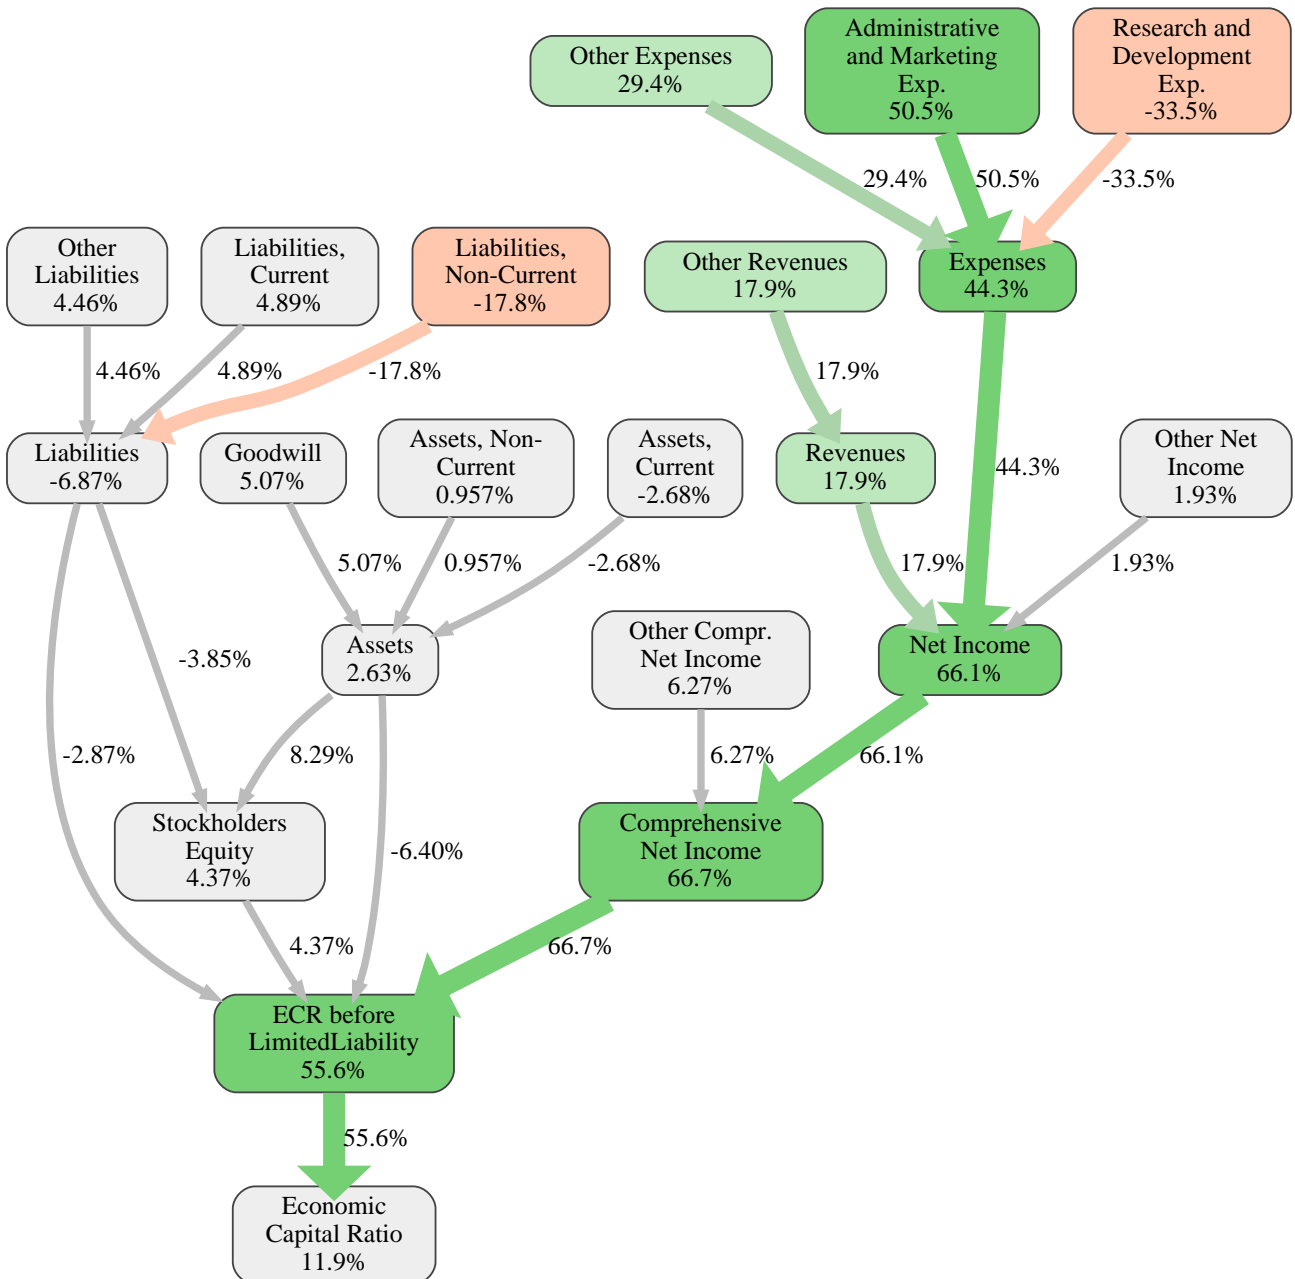 Other Expenses
29.4%
Administrative
and Marketing
Exp.
50.5%
Research and
Development
Exp.
-33.5%
29.4%
50.5%
-33.5%
Other
Liabilities
4.46%
Liabilities,
Current
4.89%
Liabilities,
Non-Current
-17.8%
Other Revenues
17.9%
Expenses
44.3%
4.46%
4.89%
-17.8%
17.9%
Liabilities
-6.87%
Goodwill
5.07%
Assets, Non-
Current
0.957%
Assets,
Current
-2.68%
Revenues
17.9%
44.3%
Other Net
Income
1.93%
5.07%
0.957%
-2.68%
17.9%
1.93%
-3.85%
Assets
2.63%
Other Compr.
Net Income
6.27%
Net Income
66.1%
-2.87%
8.29%
6.27%
66.1%
Stockholders
Equity
4.37%
-6.40%
Comprehensive
Net Income
66.7%
4.37%
66.7%
ECR before
LimitedLiability
55.6%
55.6%
Economic
Capital Ratio
11.9%